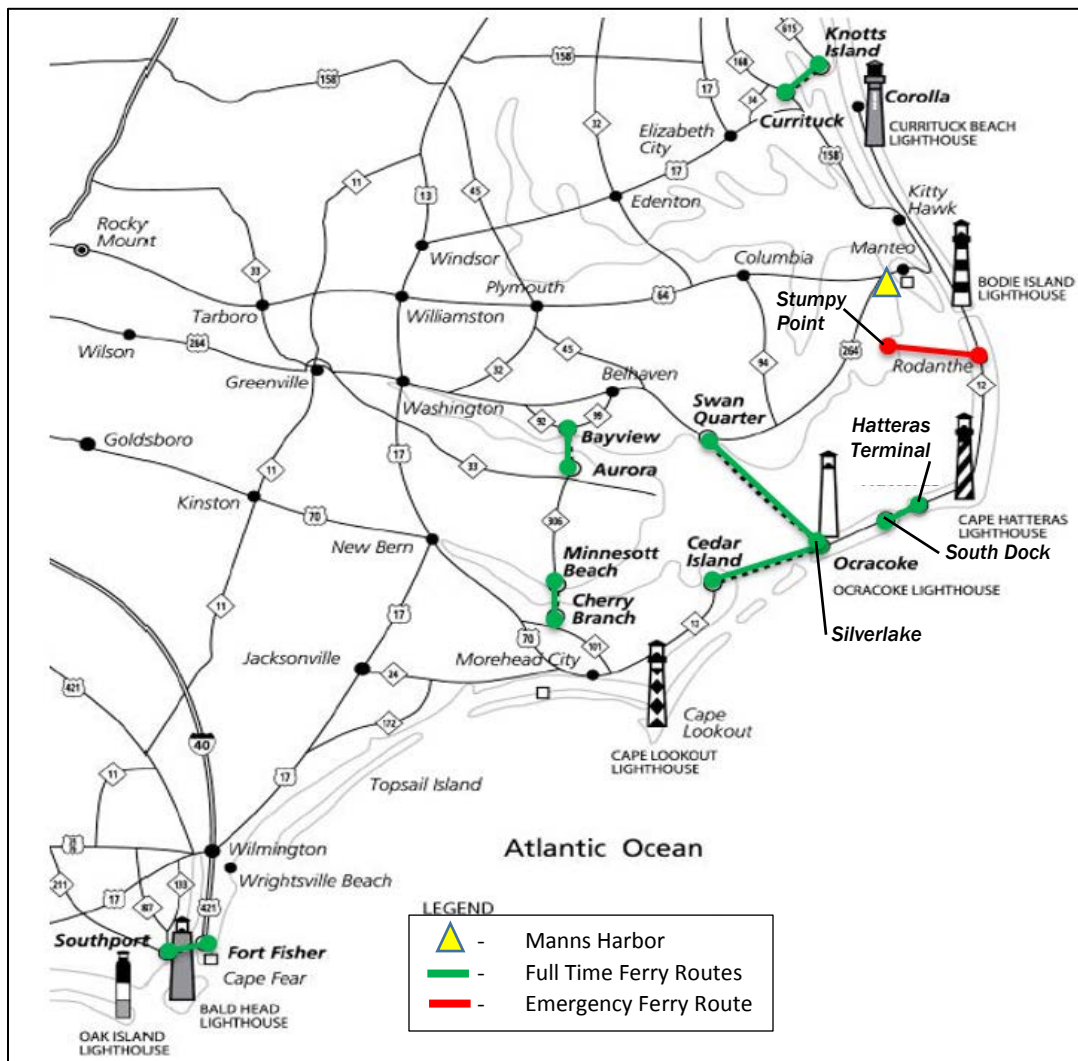 615
Knotts
Island
168
158
158
17
34
Currituck
Corolla
CURRITUCK BEACH
LIGHTHOUSE
32
Elizabeth
City
11
45
13
17
158
Edenton
Kitty
Hawk
Rocky
Mount
33
Windsor
Columbia
Manteo
Plymouth
64
BODIE ISLAND
LIGHTHOUSE
Stumpy
Point
Tarboro
Williamston
Wilson
264
45
94
264
Rodanthe
12
Greenville
32
Belhaven
Washington
Swan
Quarter
92
99
Bayview
Hatteras
Terminal
Goldsboro
17
33
Aurora
11
Kinston
70
306
CAPE HATTERAS
LIGHTHOUSE
South Dock
New Bern
Minnesott
Beach
Cedar
Island
Ocracoke
OCRACOKE LIGHTHOUSE
Cherry
Branch
11
17
70
101
12
Silverlake
Jacksonville
24
Morehead City
421
172
Cape
Lookout
CAPE LOOKOUT
LIGHTHOUSE
40
11
17
Topsail Island
Wilmington
Atlantic Ocean
Wrightsville Beach
211
133
17
421
LEGEND
- Manns Harbor
Southport
Fort Fisher
- Full Time Ferry Routes
Cape Fear
- Emergency Ferry Route
BALD HEAD
LIGHTHOUSE
OAK ISLAND
LIGHTHOUSE